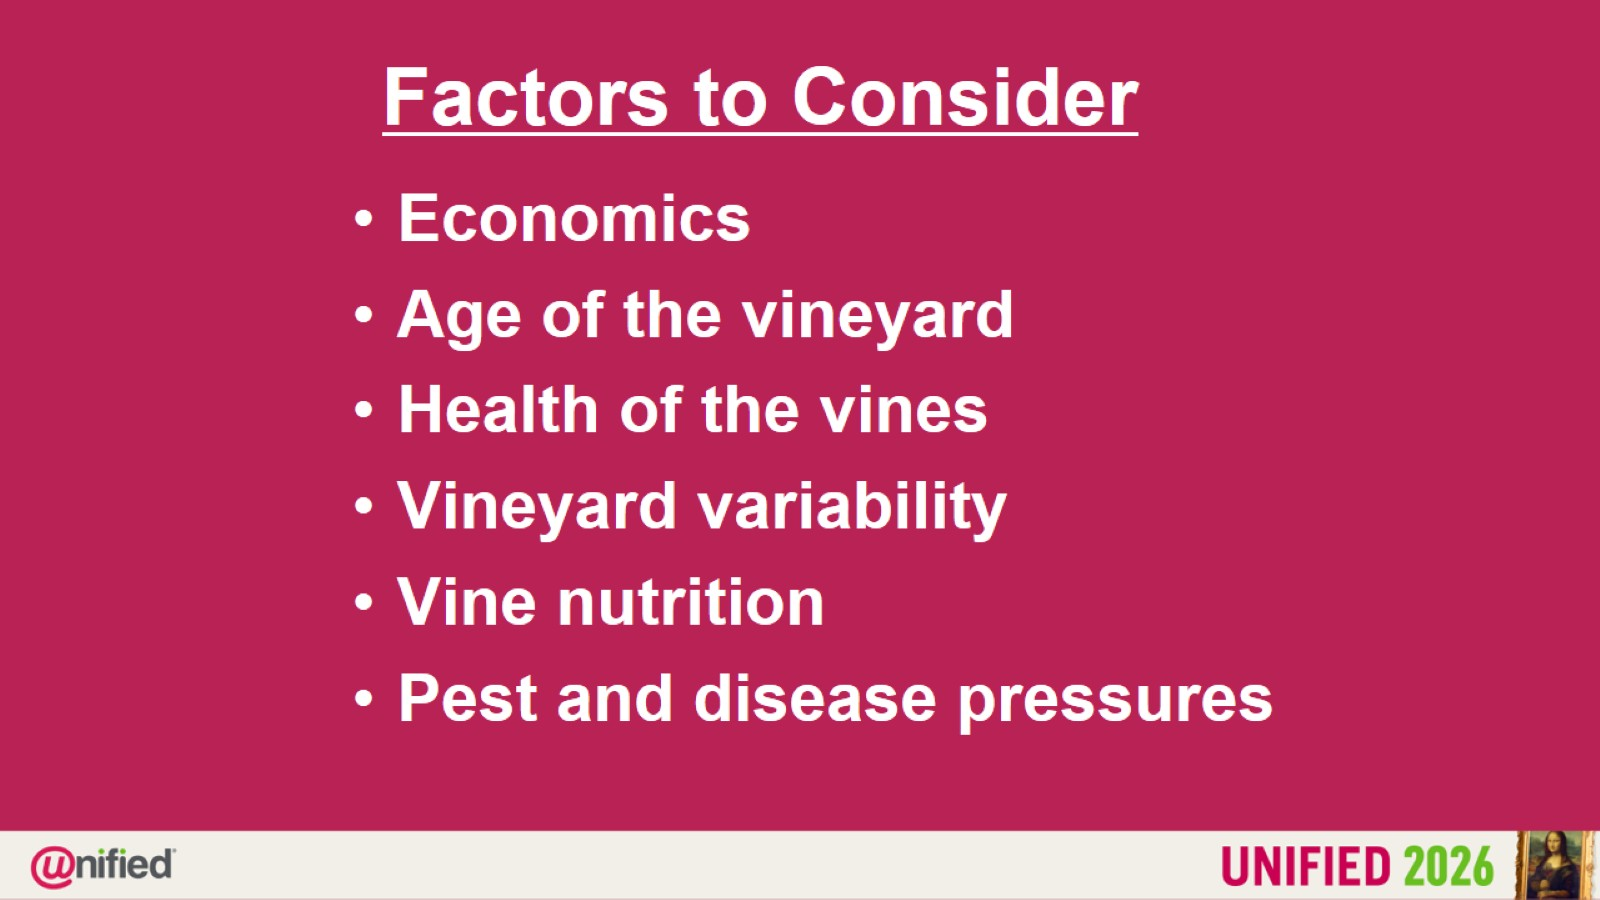 Factors to Consider
• Economics
• Age of the vineyard
• Health of the vines
• Vineyard variability
• Vine nutrition
• Pest and disease pressures
@unified®
UNIFIED 2026